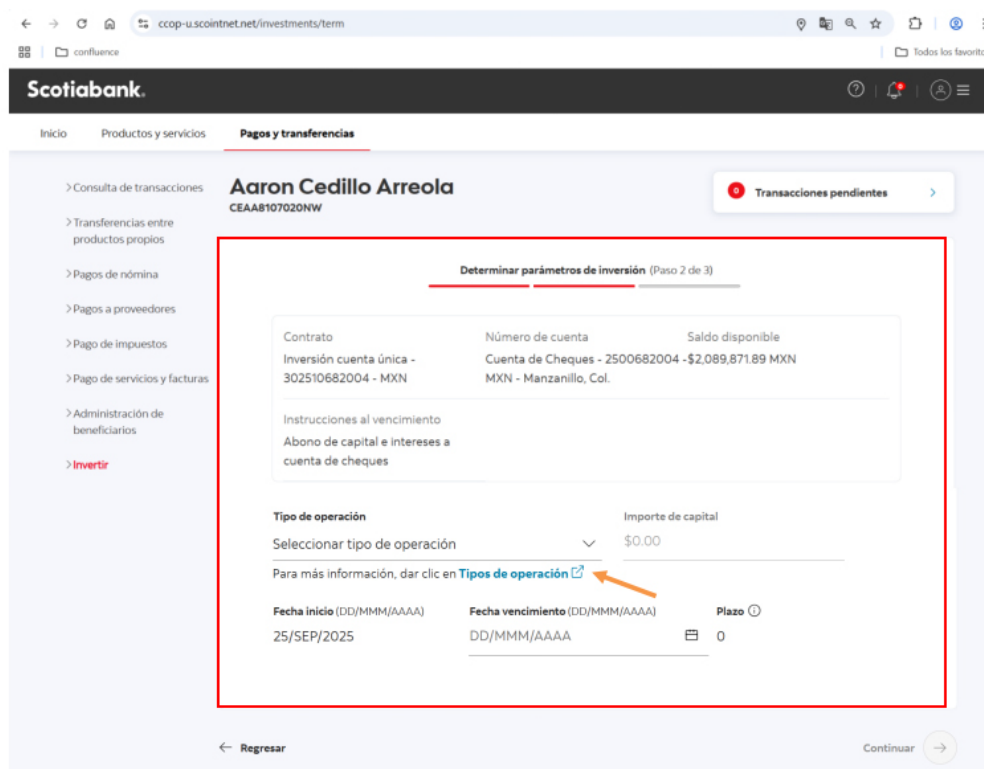 ccop-u.scointnet.net/investments/term
confluence
Todos los favorito
Scotiabank.
Inicio Productos y servicios Pagos y transferencias
>Consulta de transacciones
>Transferencias entre
productos propios
>Pagos de nómina
>Pagos a proveedores
>Pago de impuestos
>Pago de servicios y facturas
>Administración de
beneficiarios
>Invertir
Aaron Cedillo Arreola
CEAA8107020NW
0 Transacciones pendientes >
Determinar parámetros de inversión (Paso 2 de 3)
Contrato Número de cuenta Saldo disponible
Inversión cuenta única - Cuenta de Cheques - 2500682004 -$2,089,871.89 MXN
302510682004 - MXN MXN - Manzanillo, Col.
Instrucciones al vencimiento
Abono de capital e intereses a
cuenta de cheques
Tipo de operación Importe de capital
Seleccionar tipo de operación $0.00
Para más información, dar clic en Tipos de operación
Fecha inicio (DD/MMM/AAAA) Fecha vencimiento (DD/MMM/AAAA) Plazo
25/SEP/2025 DD/MMM/AAAA 0
Regresar Continuar